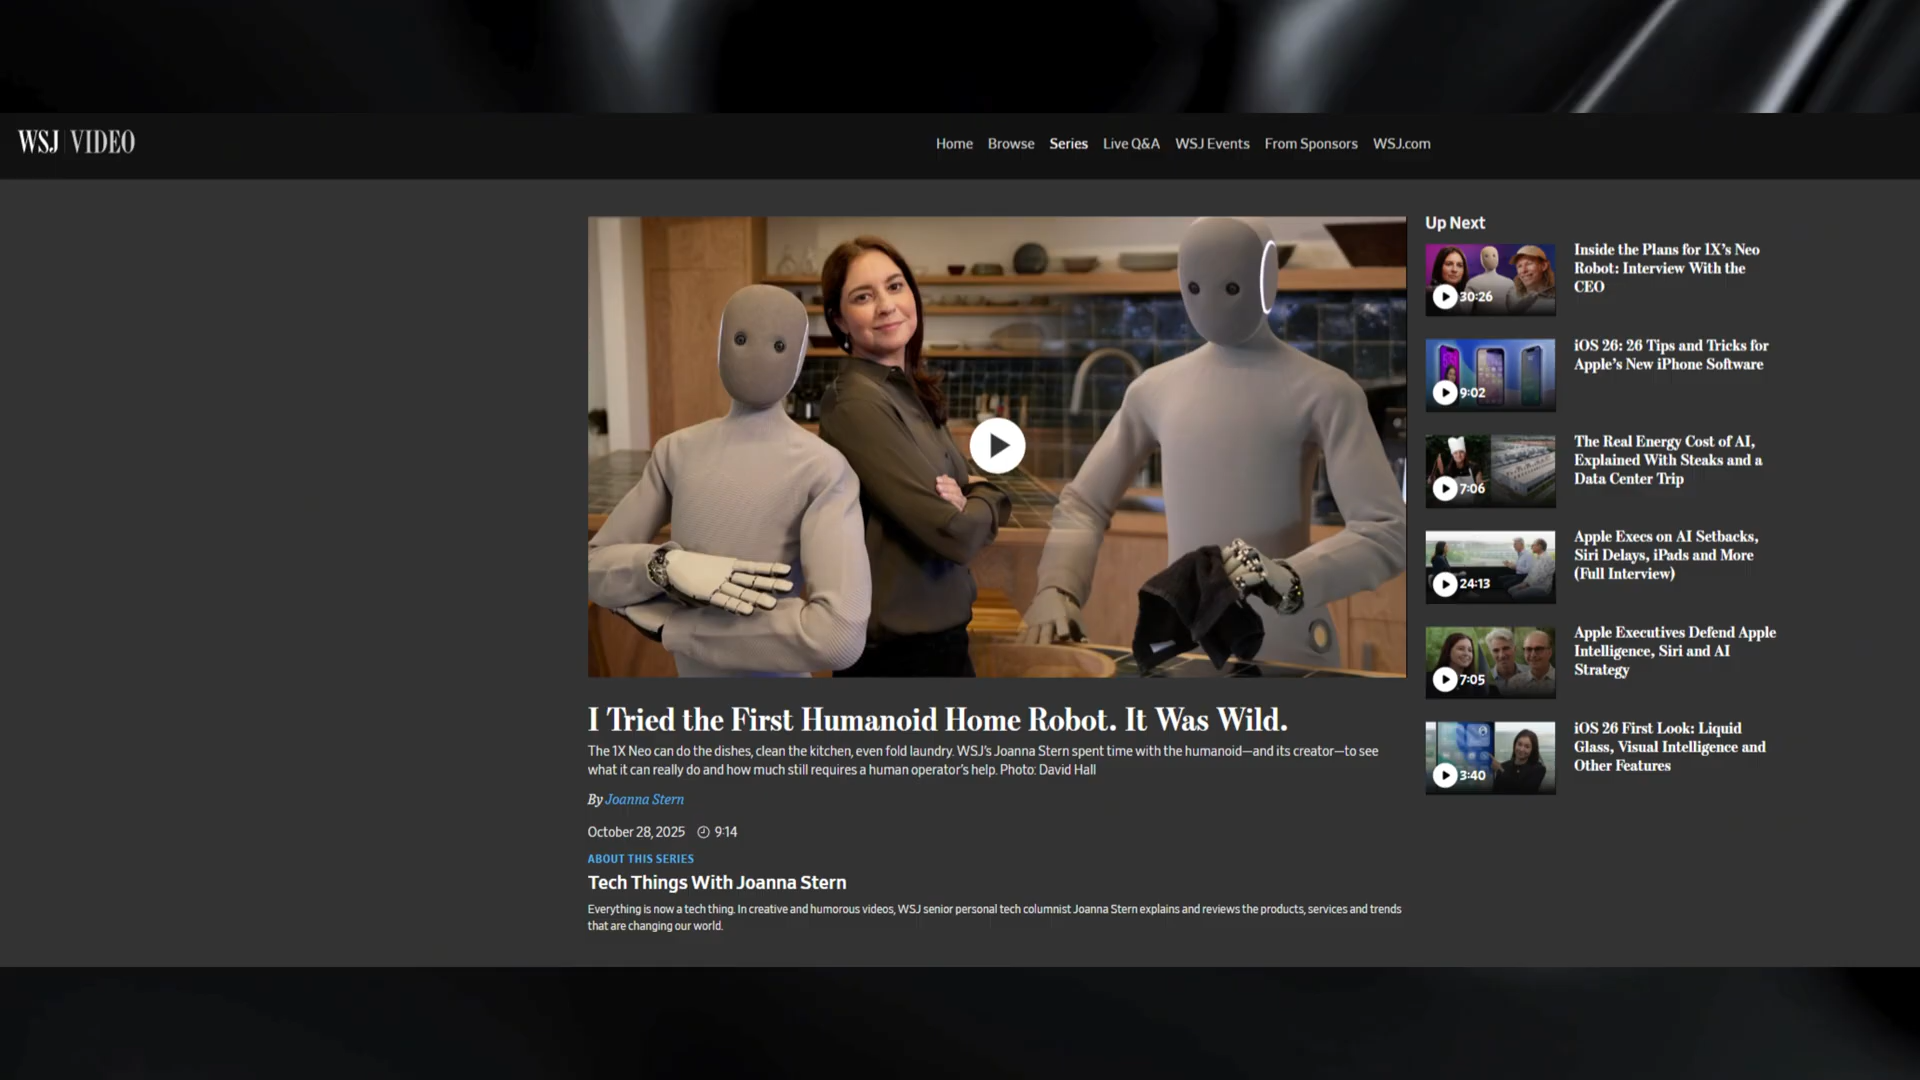 WSJ | VIDEO
Home Browse Series Live Q&A WSJ Events From Sponsors WSJ.com
I Tried the First Humanoid Home Robot. It Was Wild.
The 1X Neo can do the dishes, clean the kitchen, even fold laundry. WSJ's Joanna Stern spent time with the humanoid—and its creator—to see
what it can really do and how much still requires a human operator's help. Photo: David Hall
By Joanna Stern
October 28, 2025 9:14
ABOUT THIS SERIES
Tech Things With Joanna Stern
Everything is now a tech thing. In creative and humorous videos, WSJ senior personal tech columnist Joanna Stern explains and reviews the products, services and trends
that are changing our world.
Up Next
30:26
Inside the Plans for 1X’s Neo
Robot: Interview With the
CEO
9:02
iOS 26: 26 Tips and Tricks for
Apple’s New iPhone Software
7:06
The Real Energy Cost of AI,
Explained With Steaks and a
Data Center Trip
24:13
Apple Execs on AI Setbacks,
Siri Delays, iPads and More
(Full Interview)
7:05
Apple Executives Defend Apple
Intelligence, Siri and AI
Strategy
3:40
iOS 26 First Look: Liquid
Glass, Visual Intelligence and
Other Features